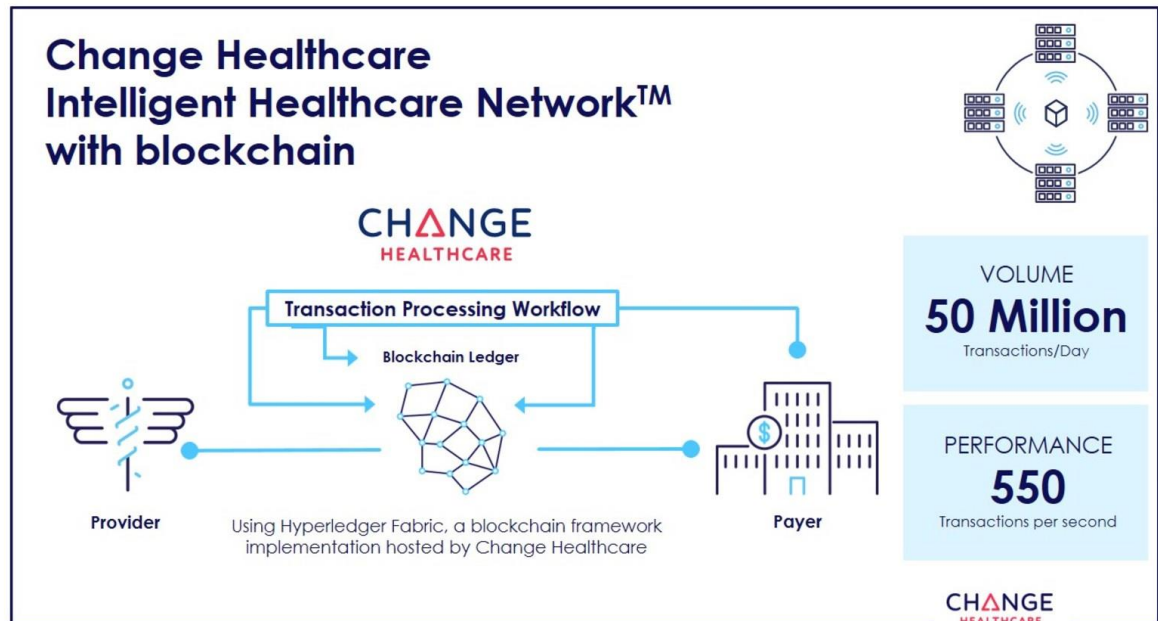 Change Healthcare
Intelligent Healthcare Network™
with blockchain
CHANGE
HEALTHCARE
Transaction Processing Workflow
Blockchain Ledger
Provider
Using Hyperledger Fabric, a blockchain framework
implementation hosted by Change Healthcare
$
Payer
VOLUME
50 Million
Transactions/Day
PERFORMANCE
550
Transactions per second
CHANGE
HEALTHCARE